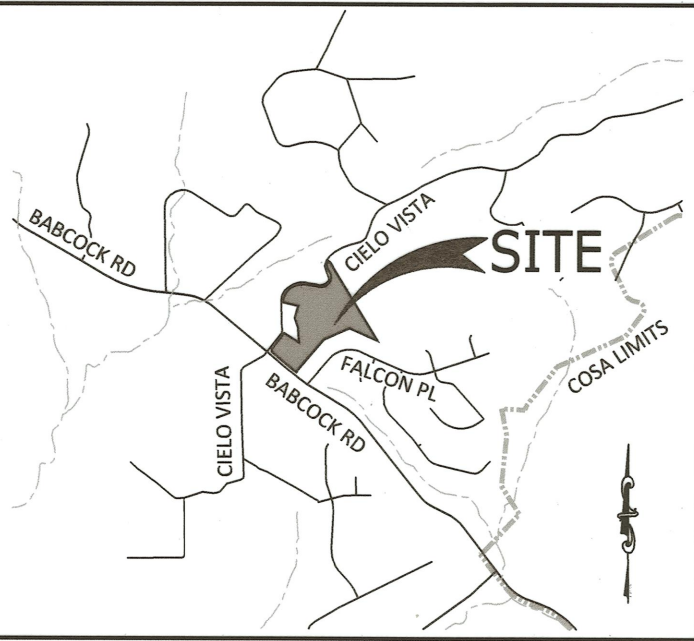 BABCOCK RD
CIELO VISTA
SITE
COSA LIMITS
FALCON PL
BABCOCK RD
CIELO VISTA